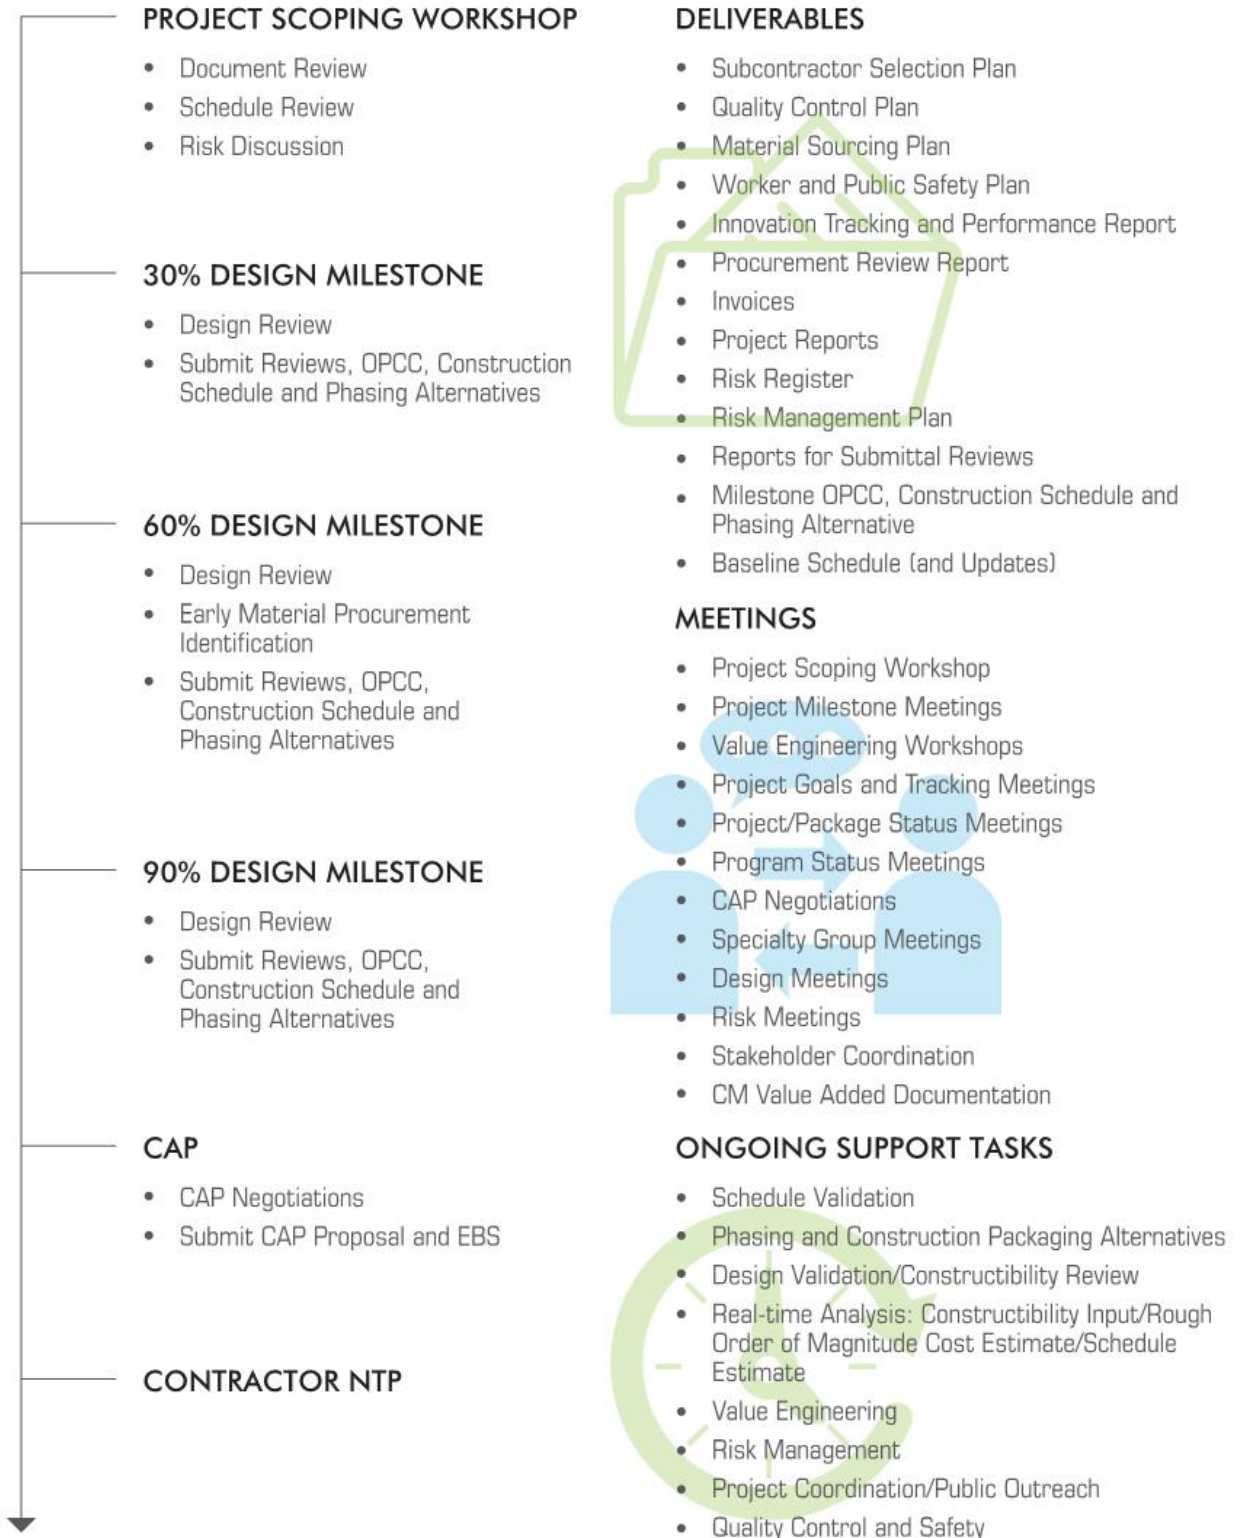 PROJECT SCOPING WORKSHOP
• Document Review
• Schedule Review
• Risk Discussion
30% DESIGN MILESTONE
• Design Review
• Submit Reviews, OPCC, Construction
Schedule and Phasing Alternatives
60% DESIGN MILESTONE
• Design Review
• Early Material Procurement
Identification
• Submit Reviews, OPCC,
Construction Schedule and
Phasing Alternatives
90% DESIGN MILESTONE
• Design Review
• Submit Reviews, OPCC,
Construction Schedule and
Phasing Alternatives
CAP
• CAP Negotiations
• Submit CAP Proposal and EBS
CONTRACTOR NTP
DELIVERABLES
• Subcontractor Selection Plan
• Quality Control Plan
• Material Sourcing Plan
• Worker and Public Safety Plan
• Innovation Tracking and Performance Report
• Procurement Review Report
• Invoices
• Project Reports
• Risk Register
• Risk Management Plan
• Reports for Submittal Reviews
• Milestone OPCC, Construction Schedule and
Phasing Alternative
• Baseline Schedule (and Updates)
MEETINGS
• Project Scoping Workshop
• Project Milestone Meetings
• Value Engineering Workshops
• Project Goals and Tracking Meetings
• Project/Package Status Meetings
• Program Status Meetings
• CAP Negotiations
• Specialty Group Meetings
• Design Meetings
• Risk Meetings
• Stakeholder Coordination
• CM Value Added Documentation
ONGOING SUPPORT TASKS
• Schedule Validation
• Phasing and Construction Packaging Alternatives
• Design Validation/Constructibility Review
• Real-time Analysis: Constructibility Input/Rough
Order of Magnitude Cost Estimate/Schedule
Estimate
• Value Engineering
• Risk Management
• Project Coordination/Public Outreach
• Quality Control and Safety